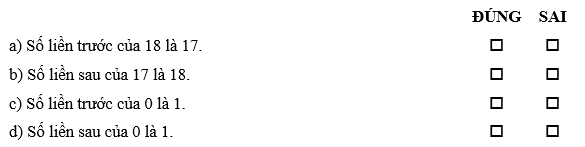 ĐÚNG SAI
a) Số liền trước của 18 là 17.
b) Số liền sau của 17 là 18.
c) Số liền trước của 0 là 1.
d) Số liền sau của 0 là 1.